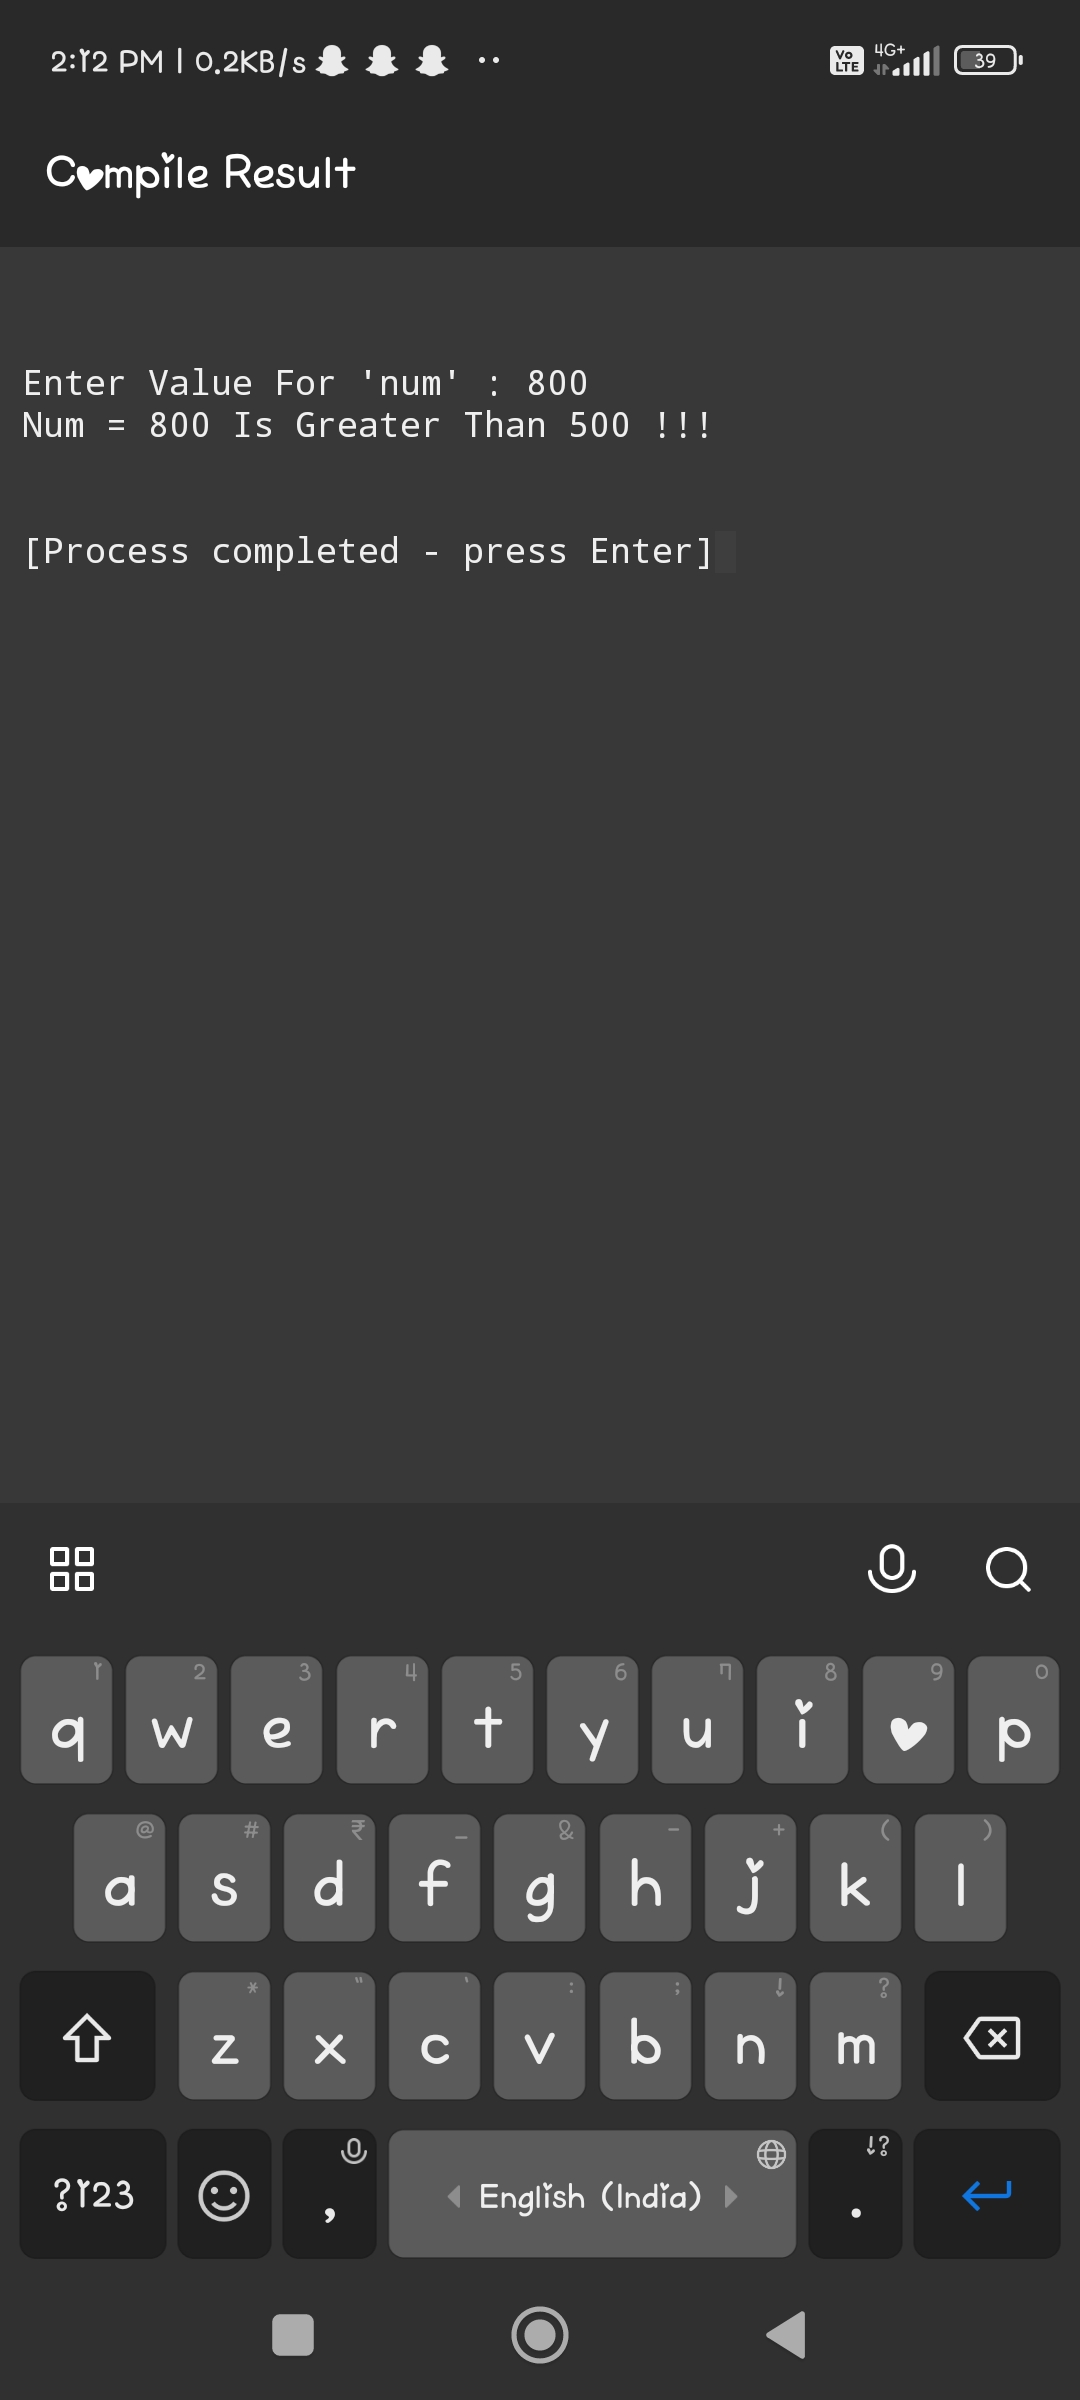 2:12 PM | 0.2KB/s
Vo LTE 4G+ 39
Compile Result
Enter Value For 'num' : 800
Num = 800 Is Greater Than 500 !!!
[Process completed - press Enter]
1 2 3 4 5 6 7 8 9 0
q w e r t y u i o p
@ # ₹ _ & - + ( )
a s d f g h j k l
* " ' : ; ! ?
z x c v b n m
!?
?123 , English (India) .